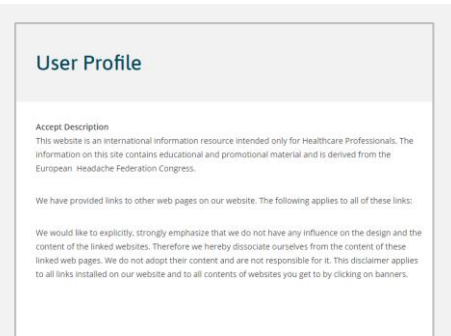 User Profile
Accept Description
This website is an international information resource intended only for Healthcare Professionals. The
information on this site contains educational and promotional material and is derived from the
European Headache Federation Congress.
We have provided links to other web pages on our website. The following applies to all of these links:
We would like to explicitly, strongly emphasize that we do not have any influence on the design and the
content of the linked websites. Therefore we hereby dissociate ourselves from the content of these
linked web pages. We do not adopt their content and are not responsible for it. This disclaimer applies
to all links installed on our website and to all contents of websites you get to by clicking on banners.